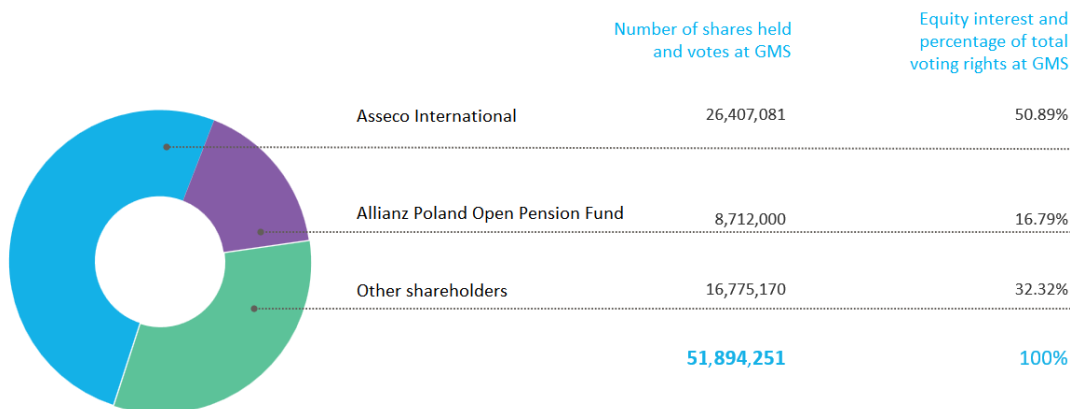 Number of shares held
and votes at GMS
Equity interest and
percentage of total
voting rights at GMS
Asseco International 26,407,081 50.89%
Allianz Poland Open Pension Fund 8,712,000 16.79%
Other shareholders 16,775,170 32.32%
51,894,251 100%